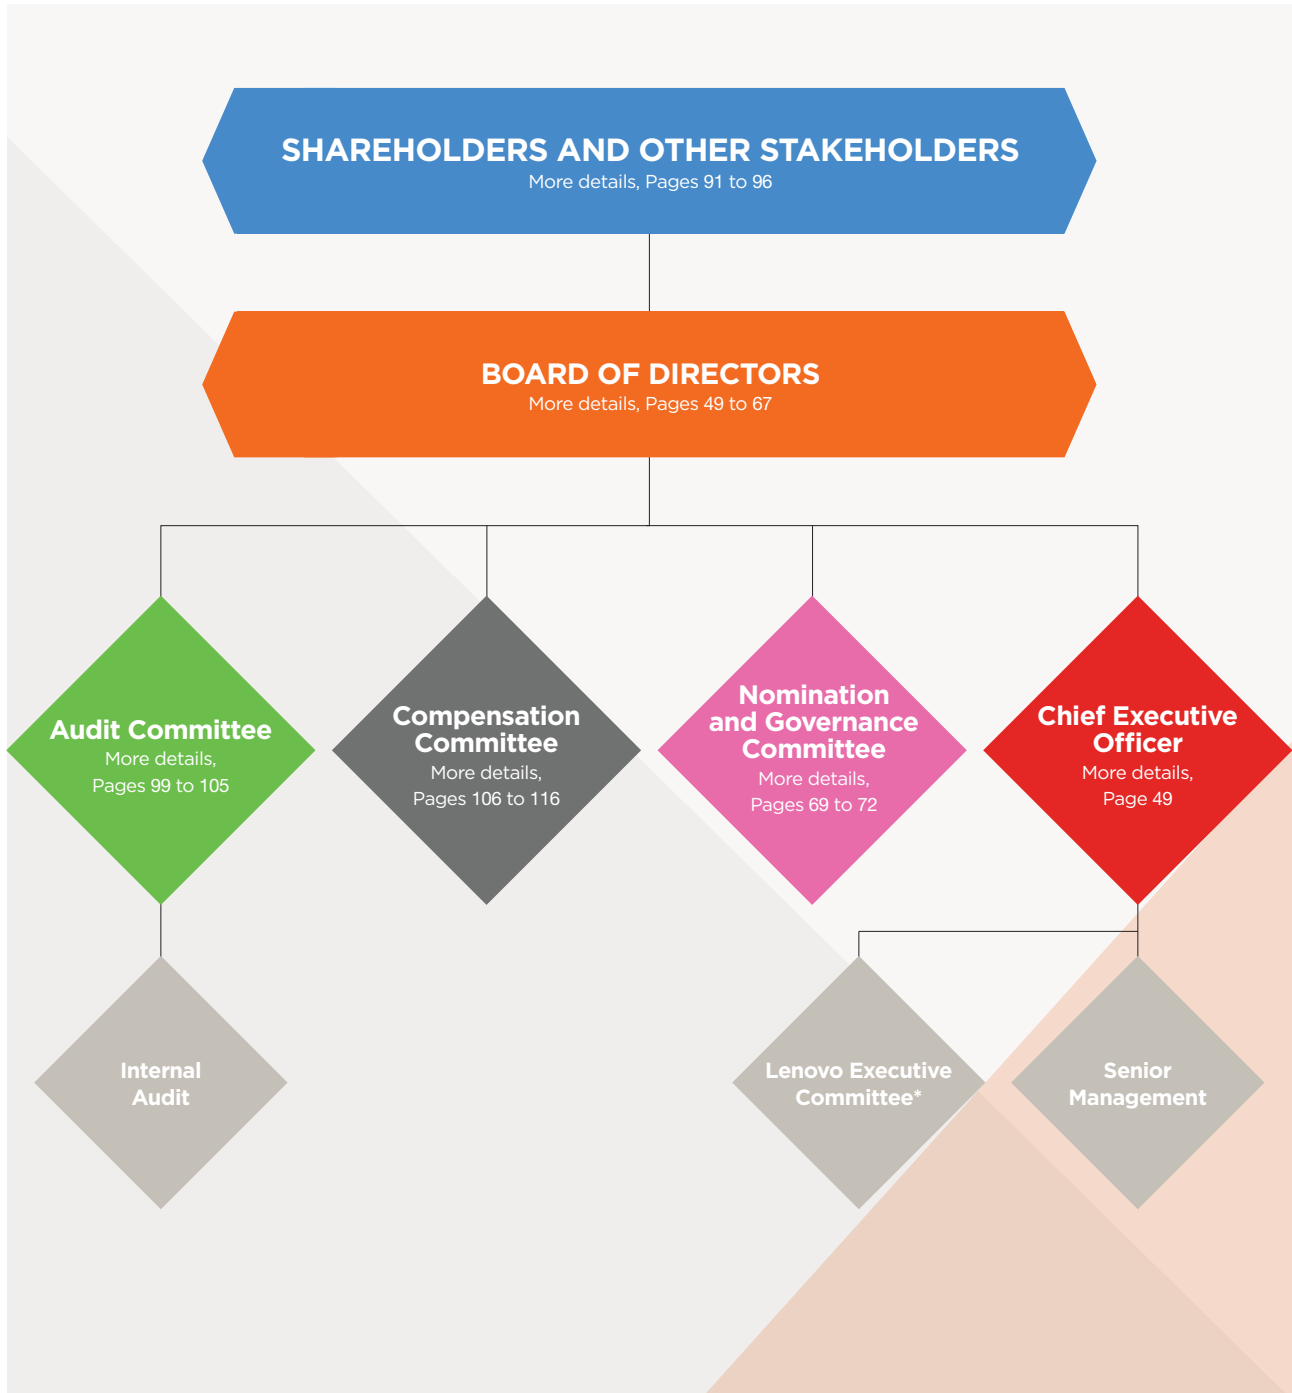 SHAREHOLDERS AND OTHER STAKEHOLDERS
More details, Pages 91 to 96
BOARD OF DIRECTORS
More details, Pages 49 to 67
Audit Committee
More details,
Pages 99 to 105
Compensation
Committee
More details,
Pages 106 to 116
Nomination
and Governance
Committee
More details,
Pages 69 to 72
Chief Executive
Officer
More details,
Page 49
Internal
Audit
Lenovo Executive
Committee*
Senior
Management